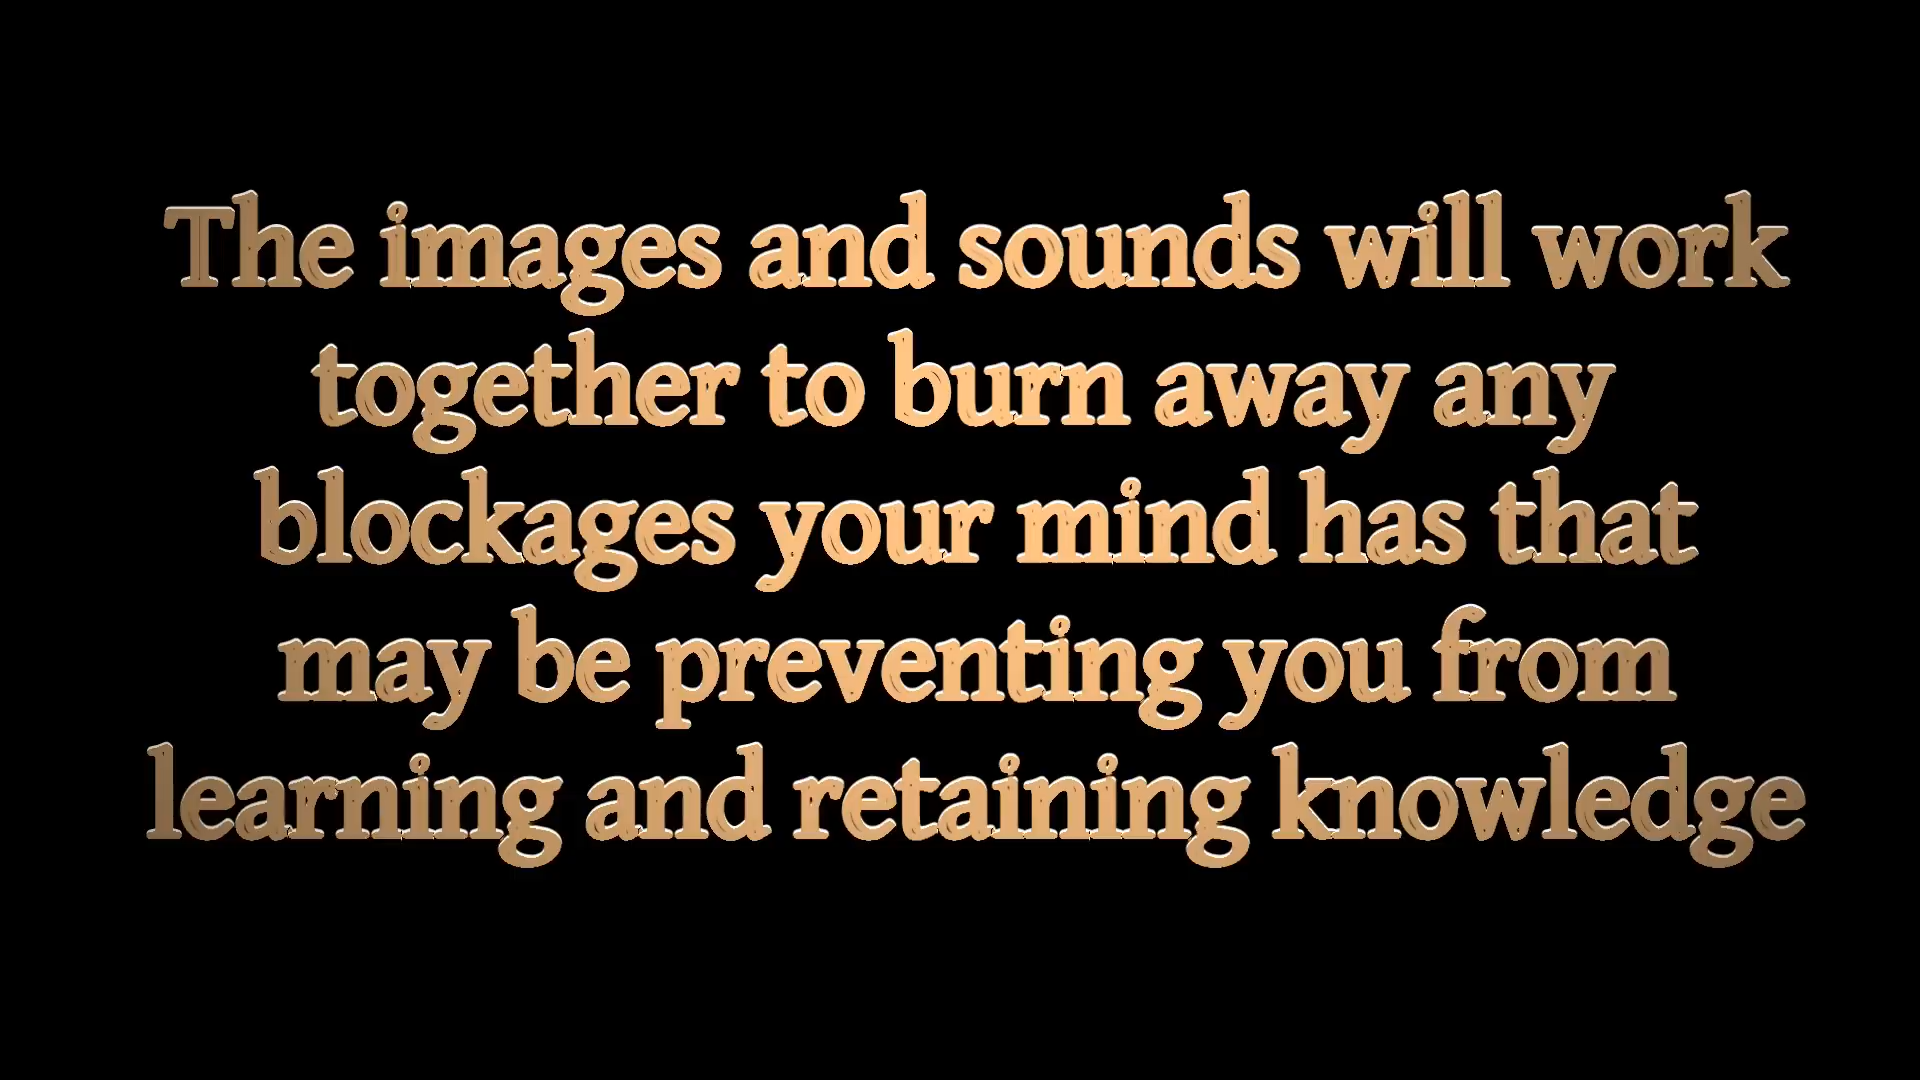 The images and sounds will work
together to burn away any
blockages your mind has that
may be preventing you from
learning and retaining knowledge